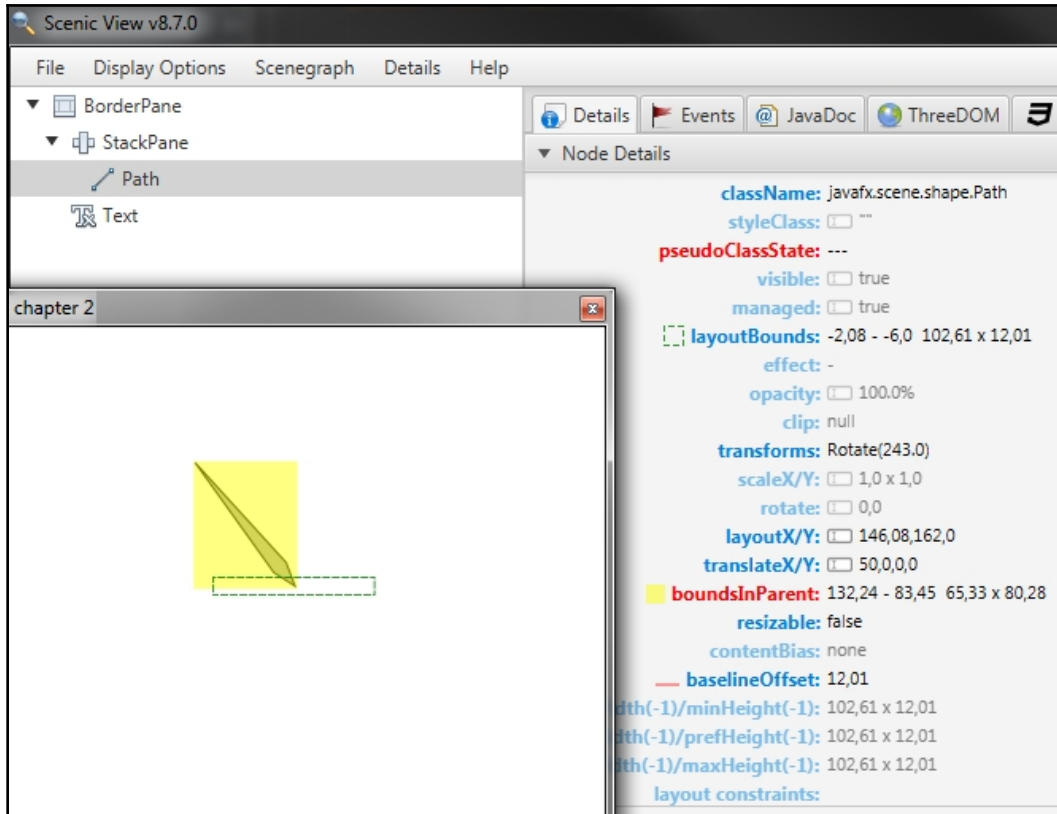 Scenic View v8.7.0
File Display Options Scenegraph Details Help
BorderPane
StackPane
Path
Text
Details Events JavaDoc ThreeDOM
Node Details
className: javafx.scene.shape.Path
styleClass: ""
pseudoClassState: ---
visible: true
managed: true
layoutBounds: -2,08 - -6,0 102,61 x 12,01
effect: -
opacity: 100.0%
clip: null
transforms: Rotate(243.0)
scaleX/Y: 1,0 x 1,0
rotate: 0,0
layoutX/Y: 146,08,162,0
translateX/Y: 50,0,0,0
boundsInParent: 132,24 - 83,45 65,33 x 80,28
resizable: false
contentBias: none
baselineOffset: 12,01
dth(-1)/minHeight(-1): 102,61 x 12,01
dth(-1)/prefHeight(-1): 102,61 x 12,01
dth(-1)/maxHeight(-1): 102,61 x 12,01
layout constraints:
chapter 2